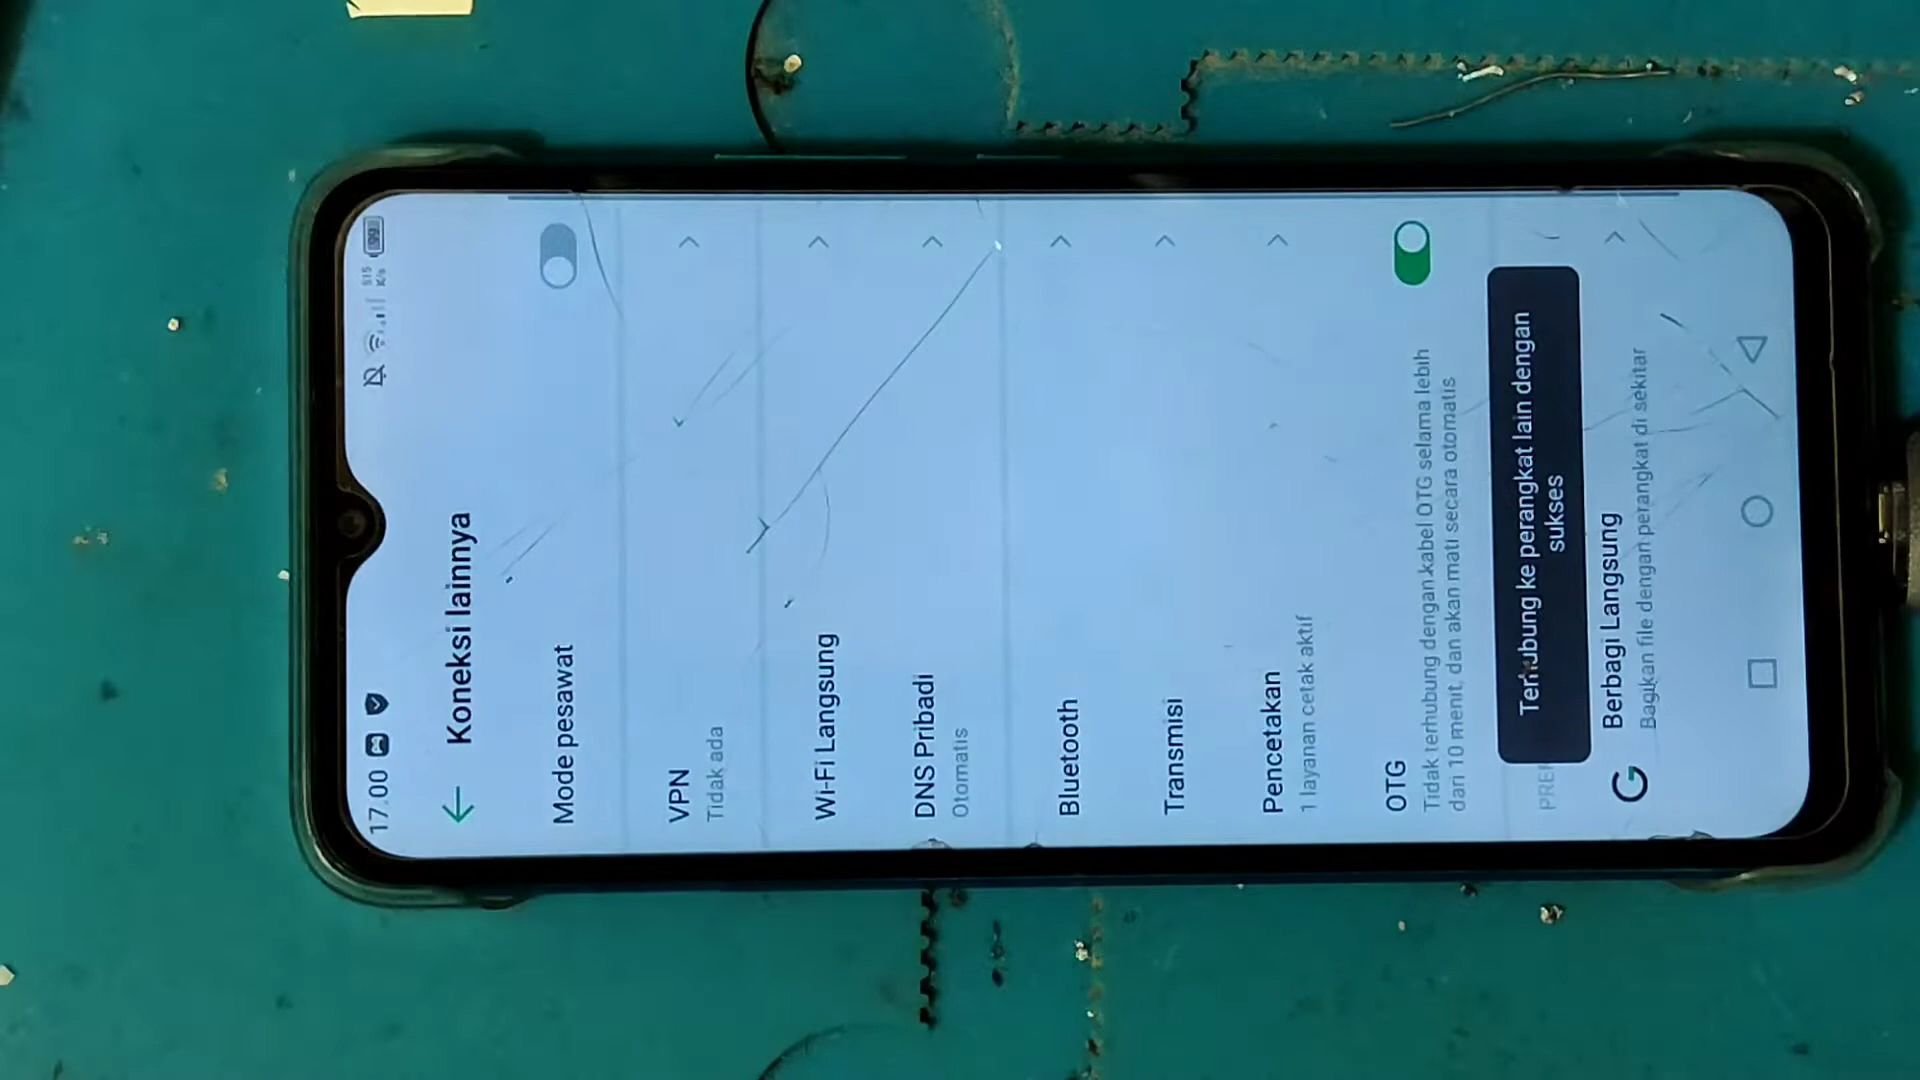 17.00
515
K/s
99
Koneksi lainnya
Mode pesawat
VPN
Tidak ada
Wi-Fi Langsung
DNS Pribadi
Otomatis
Bluetooth
Transmisi
Pencetakan
1 layanan cetak aktif
OTG
Tidak terhubung dengan kabel OTG selama lebih
dari 10 menit, dan akan mati secara otomatis
Terhubung ke perangkat lain dengan
sukses
G
Berbagi Langsung
Bagikan file dengan perangkat di sekitar